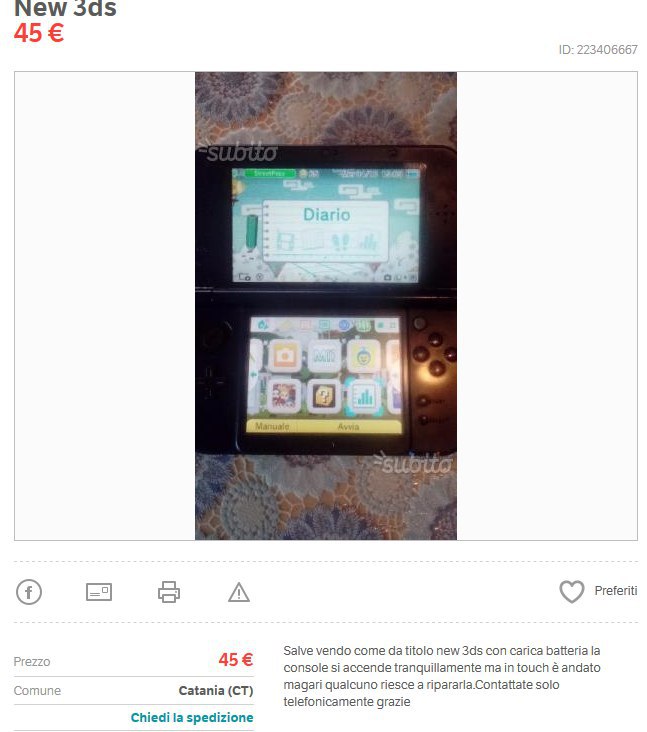 New 3ds
45 €
ID: 223406667
subito
StreetPass
Diario
Manuale Avvia
subito
Preferiti
Prezzo 45 €
Comune Catania (CT)
Chiedi la spedizione
Salve vendo come da titolo new 3ds con carica batteria la
console si accende tranquillamente ma in touch è andato
magari qualcuno riesce a ripararla.Contattate solo
telefonicamente grazie